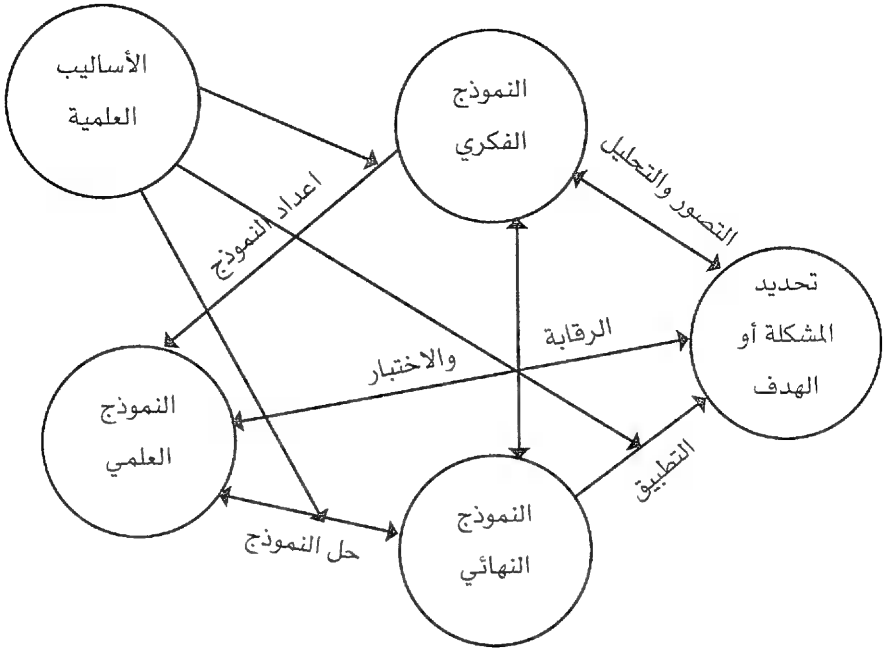 الأساليب
العلمية
النموذج
الفكري
التصور والتحليل
اعداد النموذج
تحديد
المشكلة أو
الهدف
الرقابة
والاختبار
النموذج
العلمي
التطبيق
النموذج
النهائي
حل النموذج